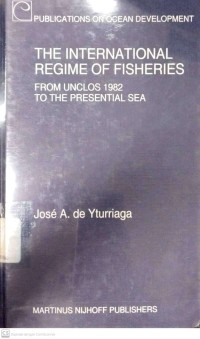 PUBLICATIONS ON OCEAN DEVELOPMENT
THE INTERNATIONAL
REGIME OF FISHERIES
FROM UNCLOS 1982
TO THE PRESENTIAL SEA
José A. de Yturriaga
MARTINUS NIJHOFF PUBLISHERS